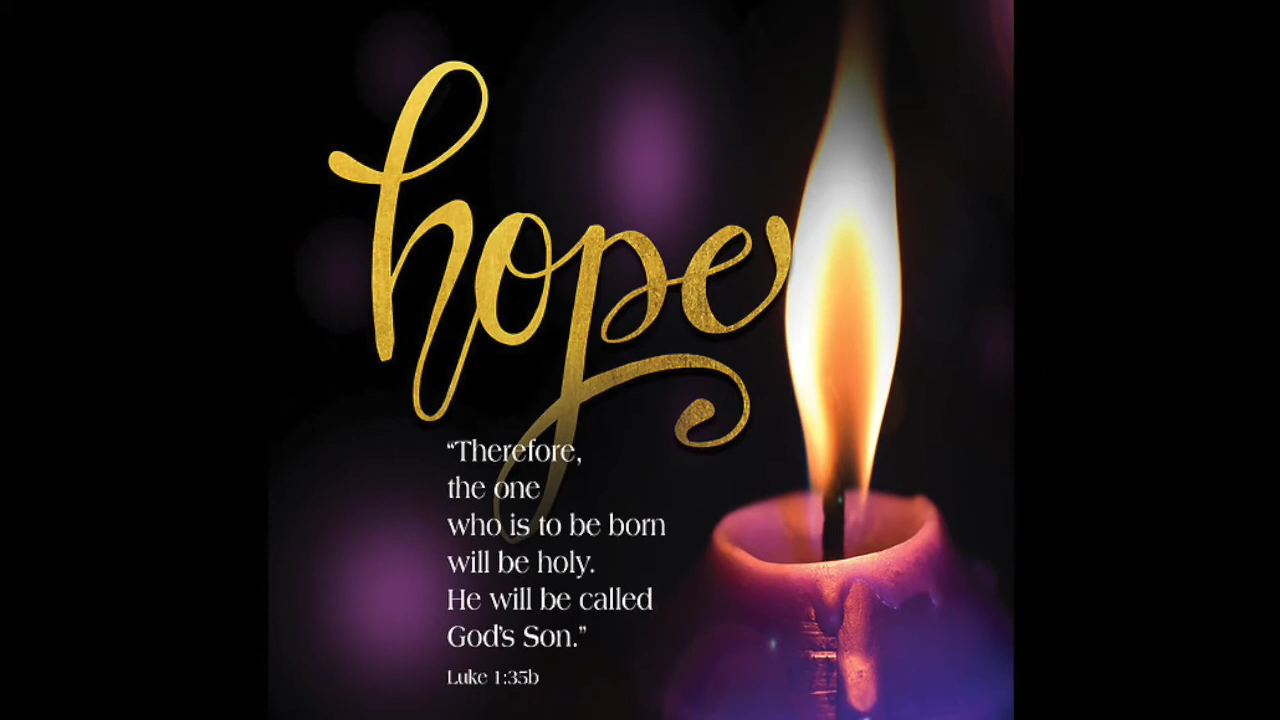 hope
“Therefore,
the one
who is to be born
will be holy.
He will be called
God’s Son.”
Luke 1:35b